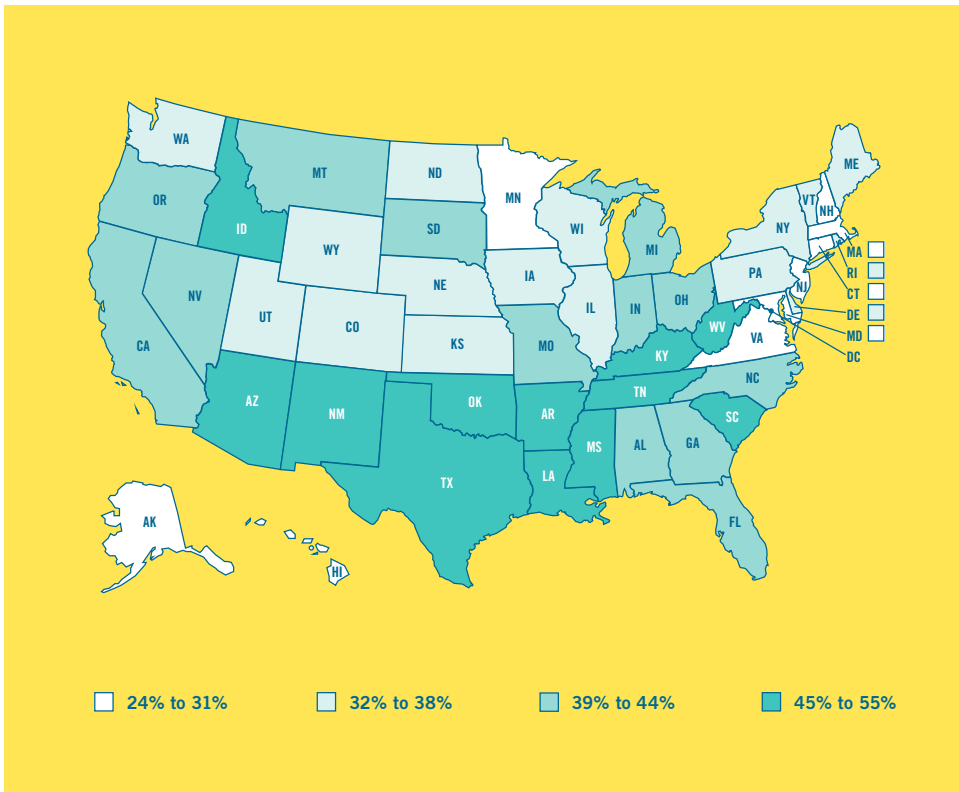 WA
MT
ND
MN
ME
OR
ID
SD
WI
VT
NH
NY
WY
MI
MA
IA
PA
RI
NE
NV
NJ
CT
IL
IN
OH
UT
CO
DE
WV
VA
MD
CA
KS
MO
KY
DC
NC
TN
AZ
OK
AR
NM
SC
MS
AL
GA
LA
TX
AK
FL
HI
24% to 31%
32% to 38%
39% to 44%
45% to 55%